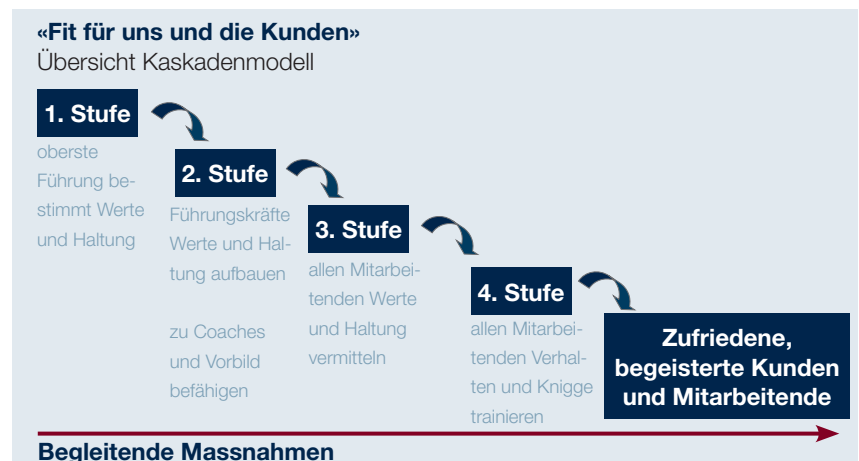 «Fit für uns und die Kunden»
Übersicht Kaskadenmodell
1. Stufe
oberste
Führung be-
stimmt Werte
und Haltung
2. Stufe
Führungskräfte
Werte und Hal-
tung aufbauen
zu Coaches
und Vorbild
befähigen
3. Stufe
allen Mitarbei-
tenden Werte
und Haltung
vermitteln
4. Stufe
allen Mitarbei-
tenden Verhal-
ten und Knigge
trainieren
Zufriedene,
begeisterte Kunden
und Mitarbeitende
Begleitende Massnahmen